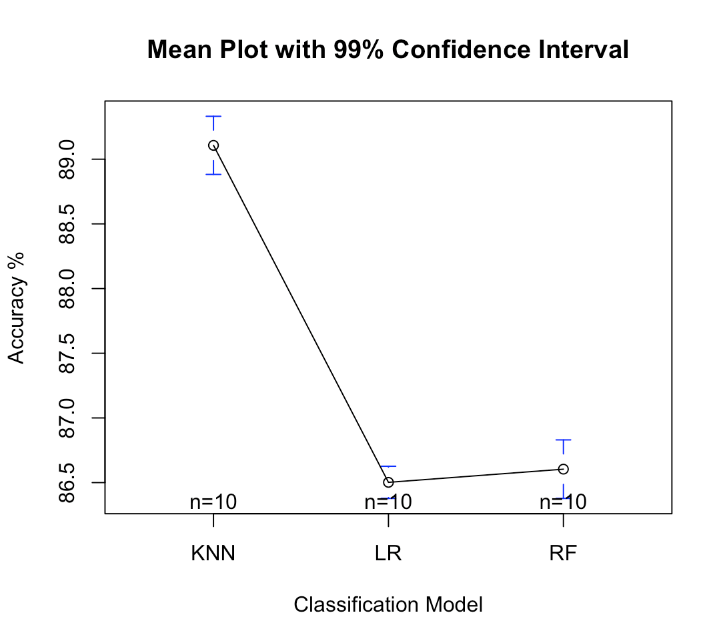 Mean Plot with 99% Confidence Interval
Accuracy %
89.0
88.5
88.0
87.5
87.0
86.5
n=10 n=10 n=10
KNN LR RF
Classification Model